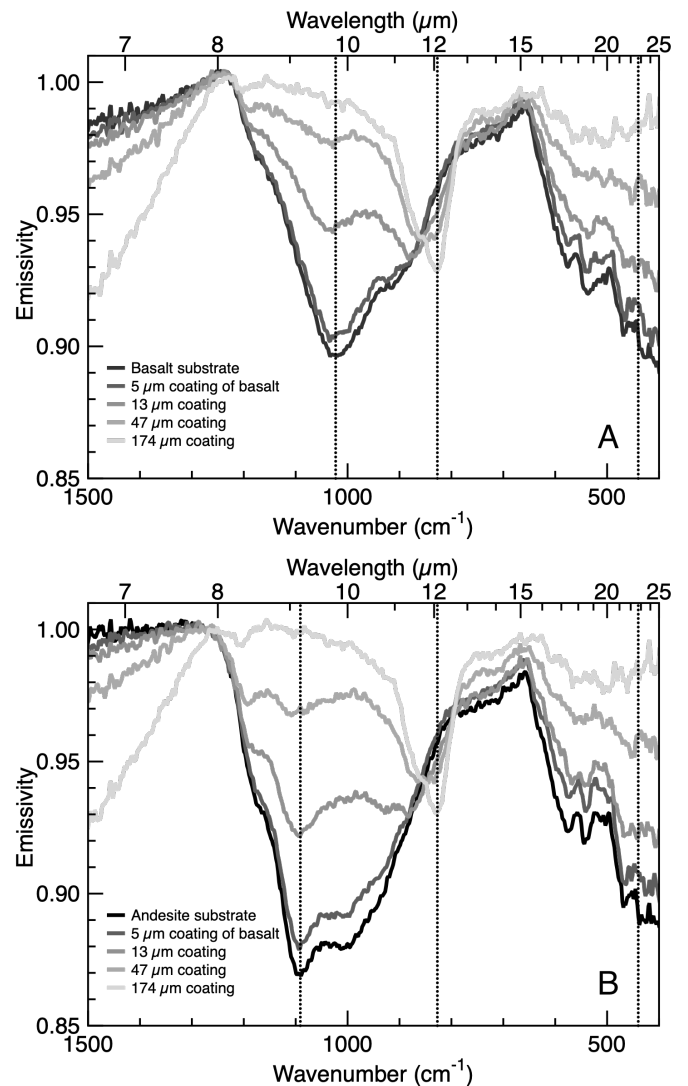 Wavelength (µm)
7 8 10 12 15 20 25
1.00
0.95
0.90
0.85
Emissivity
Basalt substrate
5 µm coating of basalt
13 µm coating
47 µm coating
174 µm coating
A
1500 1000 500
Wavenumber (cm-1)
Wavelength (µm)
7 8 10 12 15 20 25
1.00
0.95
0.90
0.85
Emissivity
Andesite substrate
5 µm coating of basalt
13 µm coating
47 µm coating
174 µm coating
B
1500 1000 500
Wavenumber (cm-1)